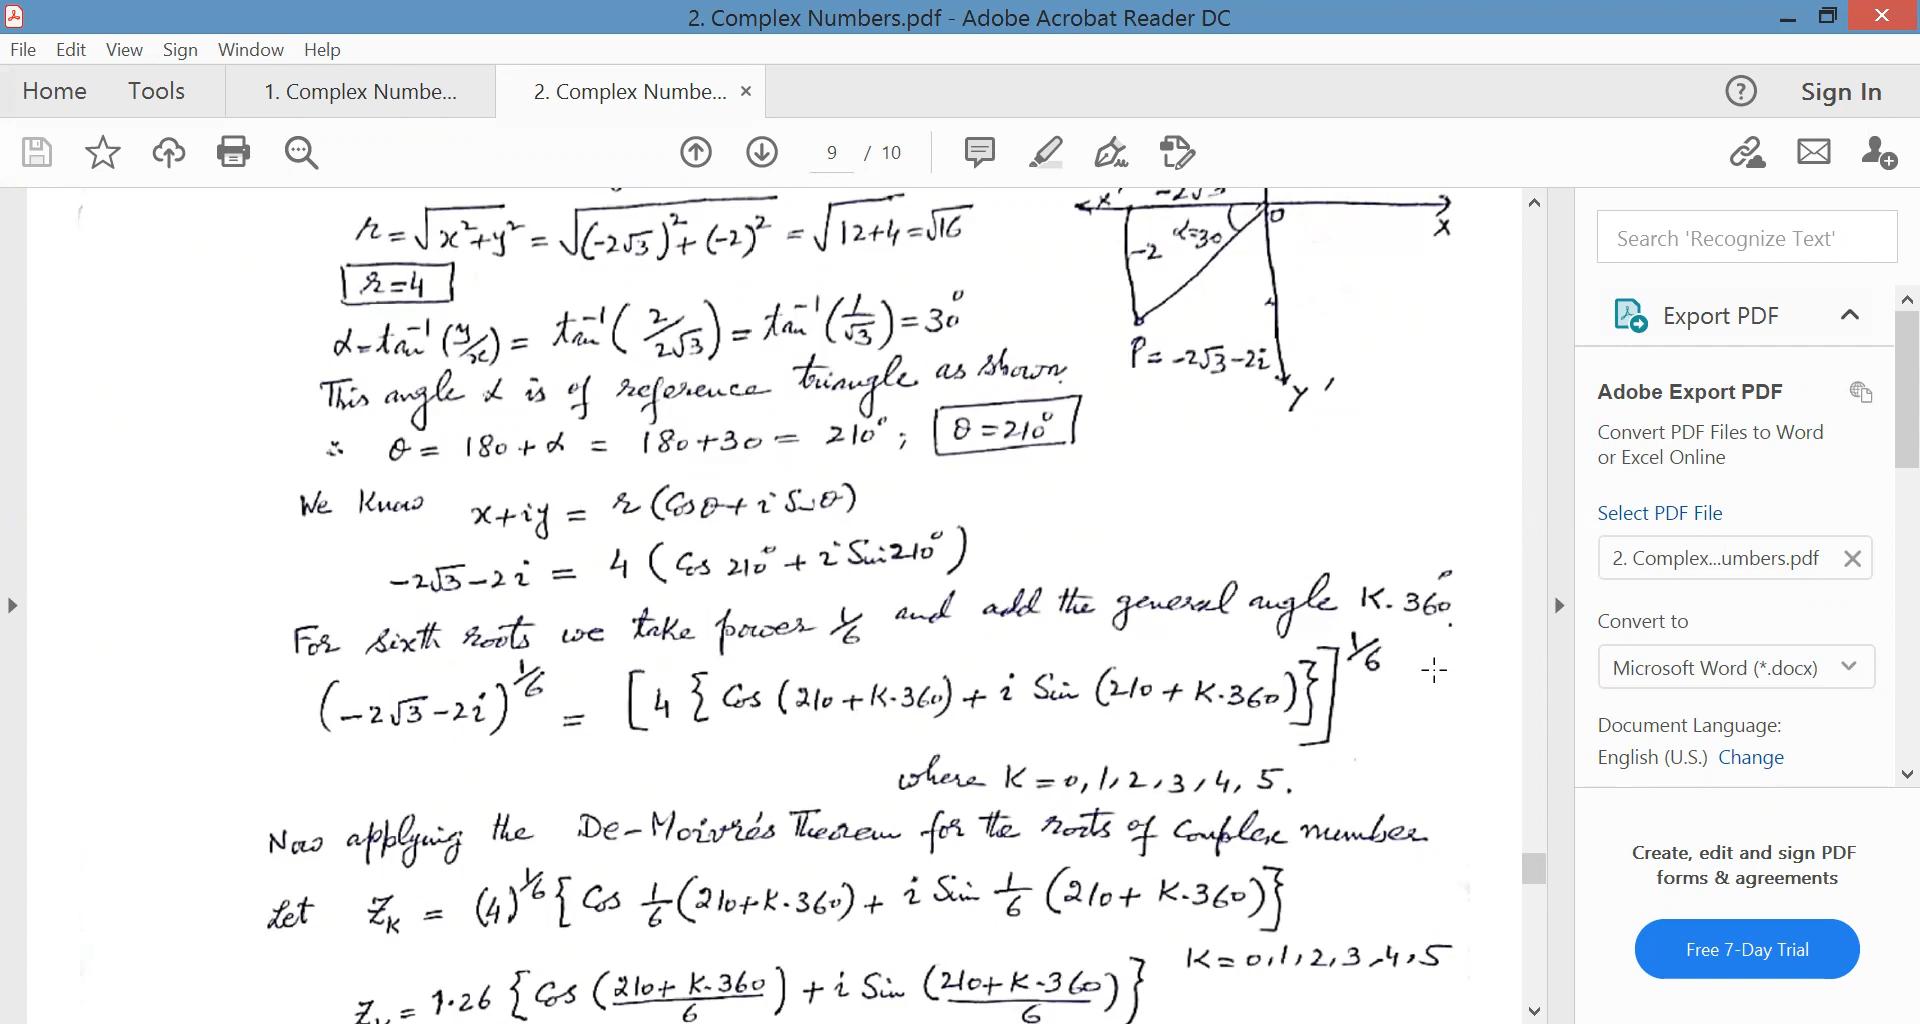 2. Complex Numbers.pdf - Adobe Acrobat Reader DC
File Edit View Sign Window Help
Home Tools 1. Complex Numbe... 2. Complex Numbe... × Sign In
9 / 10
r = √x²+y² = √(-2√3)²+(-2)² = √12+4 = √16
r=4
α=tan⁻¹(y/x) = tan⁻¹(2/2√3) = tan⁻¹(1/√3) = 30°
This angle α is of reference triangle as shown.
∴ θ = 180+α = 180+30 = 210° ; θ=210°
X' -2√3 O X
-2 α=30
P = -2√3-2i
Y'
We Know x+iy = r(Cosθ+i Sinθ)
-2√3-2i = 4 (Cos 210° + i Sin 210°)
For sixth roots we take power 1/6 and add the general angle K.360°.
(-2√3-2i)^1/6 = [4 {Cos (210+K.360) + i Sin (210+K.360)}]^1/6
where K=0,1,2,3,4,5.
Now applying the De-Moivre's Theorem for the roots of Complex number
Let Z_K = (4)^1/6 {Cos 1/6 (210+K.360) + i Sin 1/6 (210+K.360)}
K=0,1,2,3,4,5
Z_K = 1.26 {Cos (210+K.360/6) + i Sin (210+K.360/6)}
Search 'Recognize Text'
Export PDF
Adobe Export PDF
Convert PDF Files to Word
or Excel Online
Select PDF File
2. Complex...umbers.pdf
Convert to
Microsoft Word (*.docx)
Document Language:
English (U.S.) Change
Create, edit and sign PDF
forms & agreements
Free 7-Day Trial